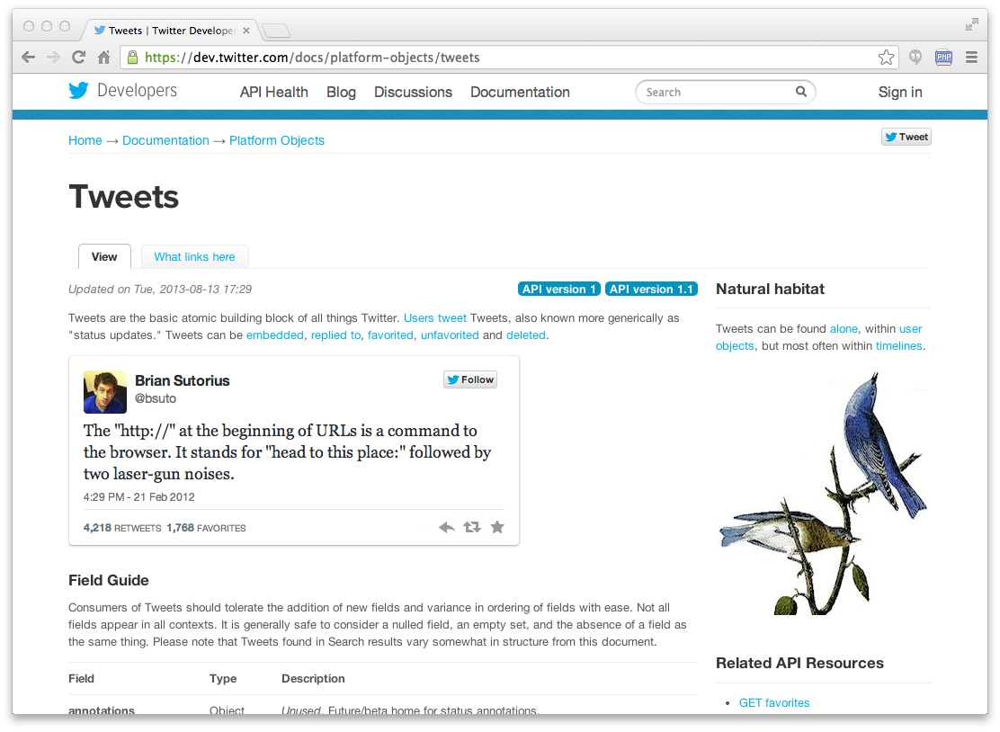 Tweets | Twitter Develope
https://dev.twitter.com/docs/platform-objects/tweets
PHP
Developers
API Health Blog Discussions Documentation
Search
Sign in
Home → Documentation → Platform Objects
Tweet
Tweets
View
What links here
Updated on Tue, 2013-08-13 17:29
API version 1 API version 1.1
Tweets are the basic atomic building block of all things Twitter. Users tweet Tweets, also known more generically as
"status updates." Tweets can be embedded, replied to, favorited, unfavorited and deleted.
Brian Sutorius
@bsuto
Follow
The "http://" at the beginning of URLs is a command to
the browser. It stands for "head to this place:" followed by
two laser-gun noises.
4:29 PM - 21 Feb 2012
4,218 RETWEETS 1,768 FAVORITES
Field Guide
Consumers of Tweets should tolerate the addition of new fields and variance in ordering of fields with ease. Not all
fields appear in all contexts. It is generally safe to consider a nulled field, an empty set, and the absence of a field as
the same thing. Please note that Tweets found in Search results vary somewhat in structure from this document.
Field Type Description
annotations Object Unused. Future/beta home for status annotations.
Natural habitat
Tweets can be found alone, within user
objects, but most often within timelines.
Related API Resources
• GET favorites